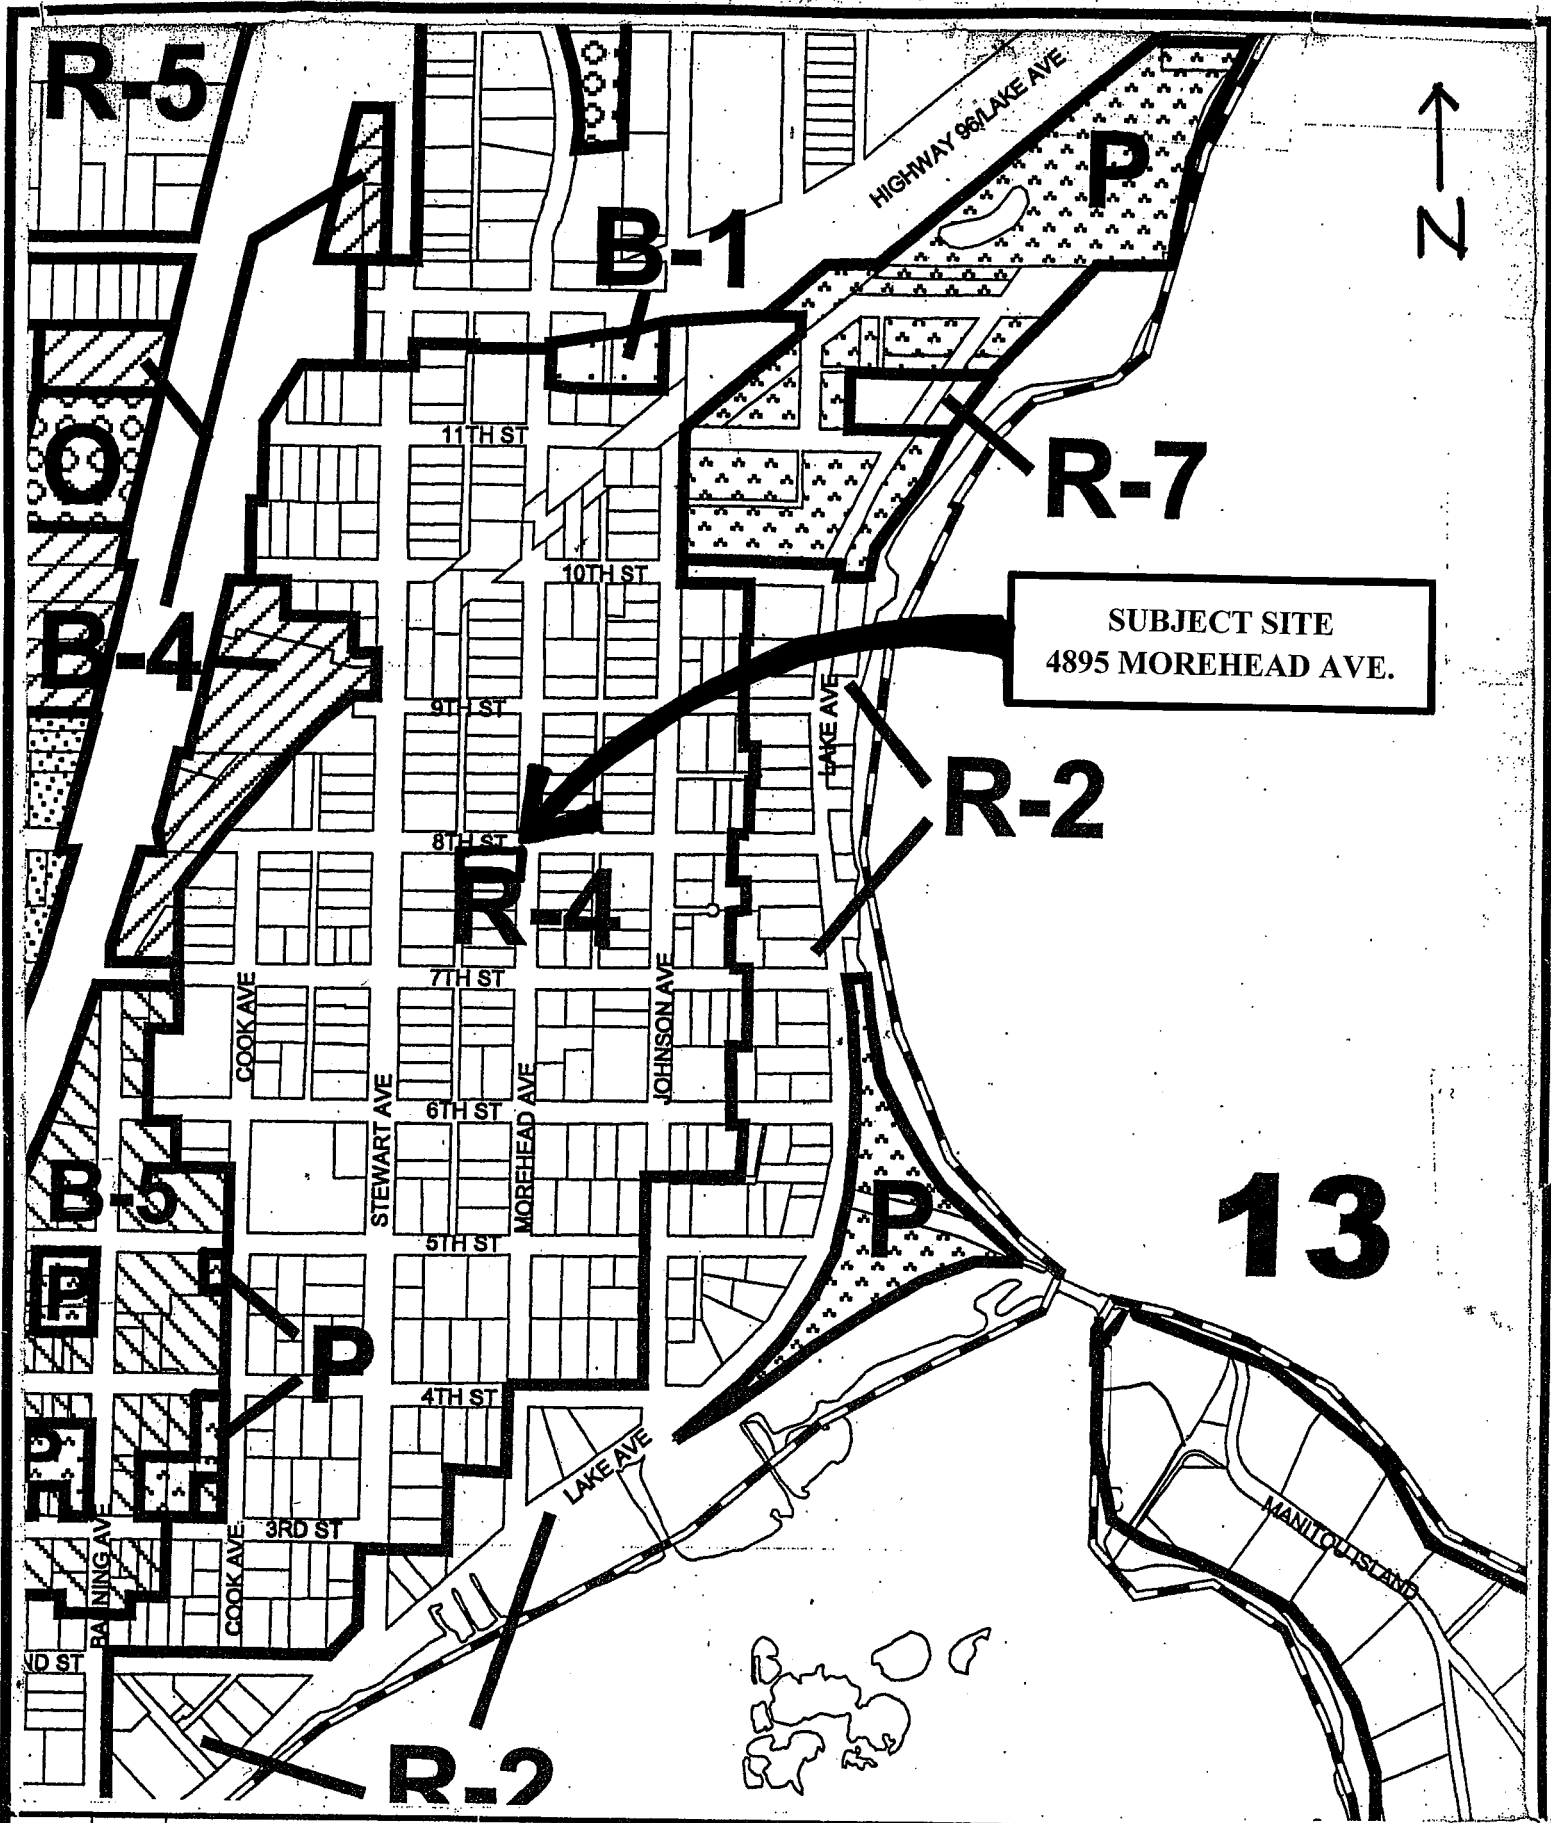 R-5
HIGHWAY 96/LAKE AVE
P
N
B-1
O
11TH ST
R-7
10TH ST
SUBJECT SITE
4895 MOREHEAD AVE.
B-4
9TH ST
LAKE AVE
R-2
8TH ST
R-4
7TH ST
COOK AVE
JOHNSON AVE
STEWART AVE
6TH ST
MOREHEAD AVE
B-5
P
13
5TH ST
P
P
4TH ST
P
LAKE AVE
MANITOU ISLAND
3RD ST
BANNING AV
COOK AVE
ND ST
R-2